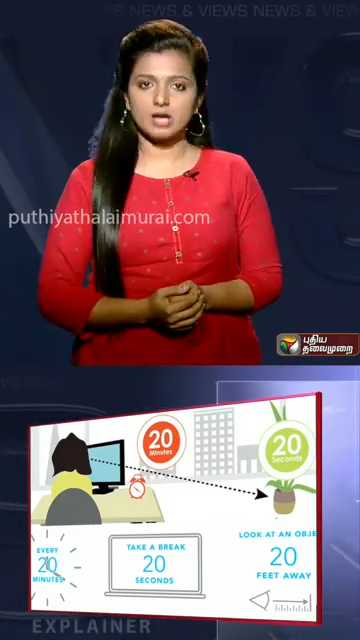 NEWS & VIEWS NEWS & VIEWS
puthiyathalaimurai.com
புதிய
தலைமுறை
20
Minutes
20
Seconds
EVERY
20
MINUTES
TAKE A BREAK
20
SECONDS
LOOK AT AN OBJE
20
FEET AWAY
EXPLAINER